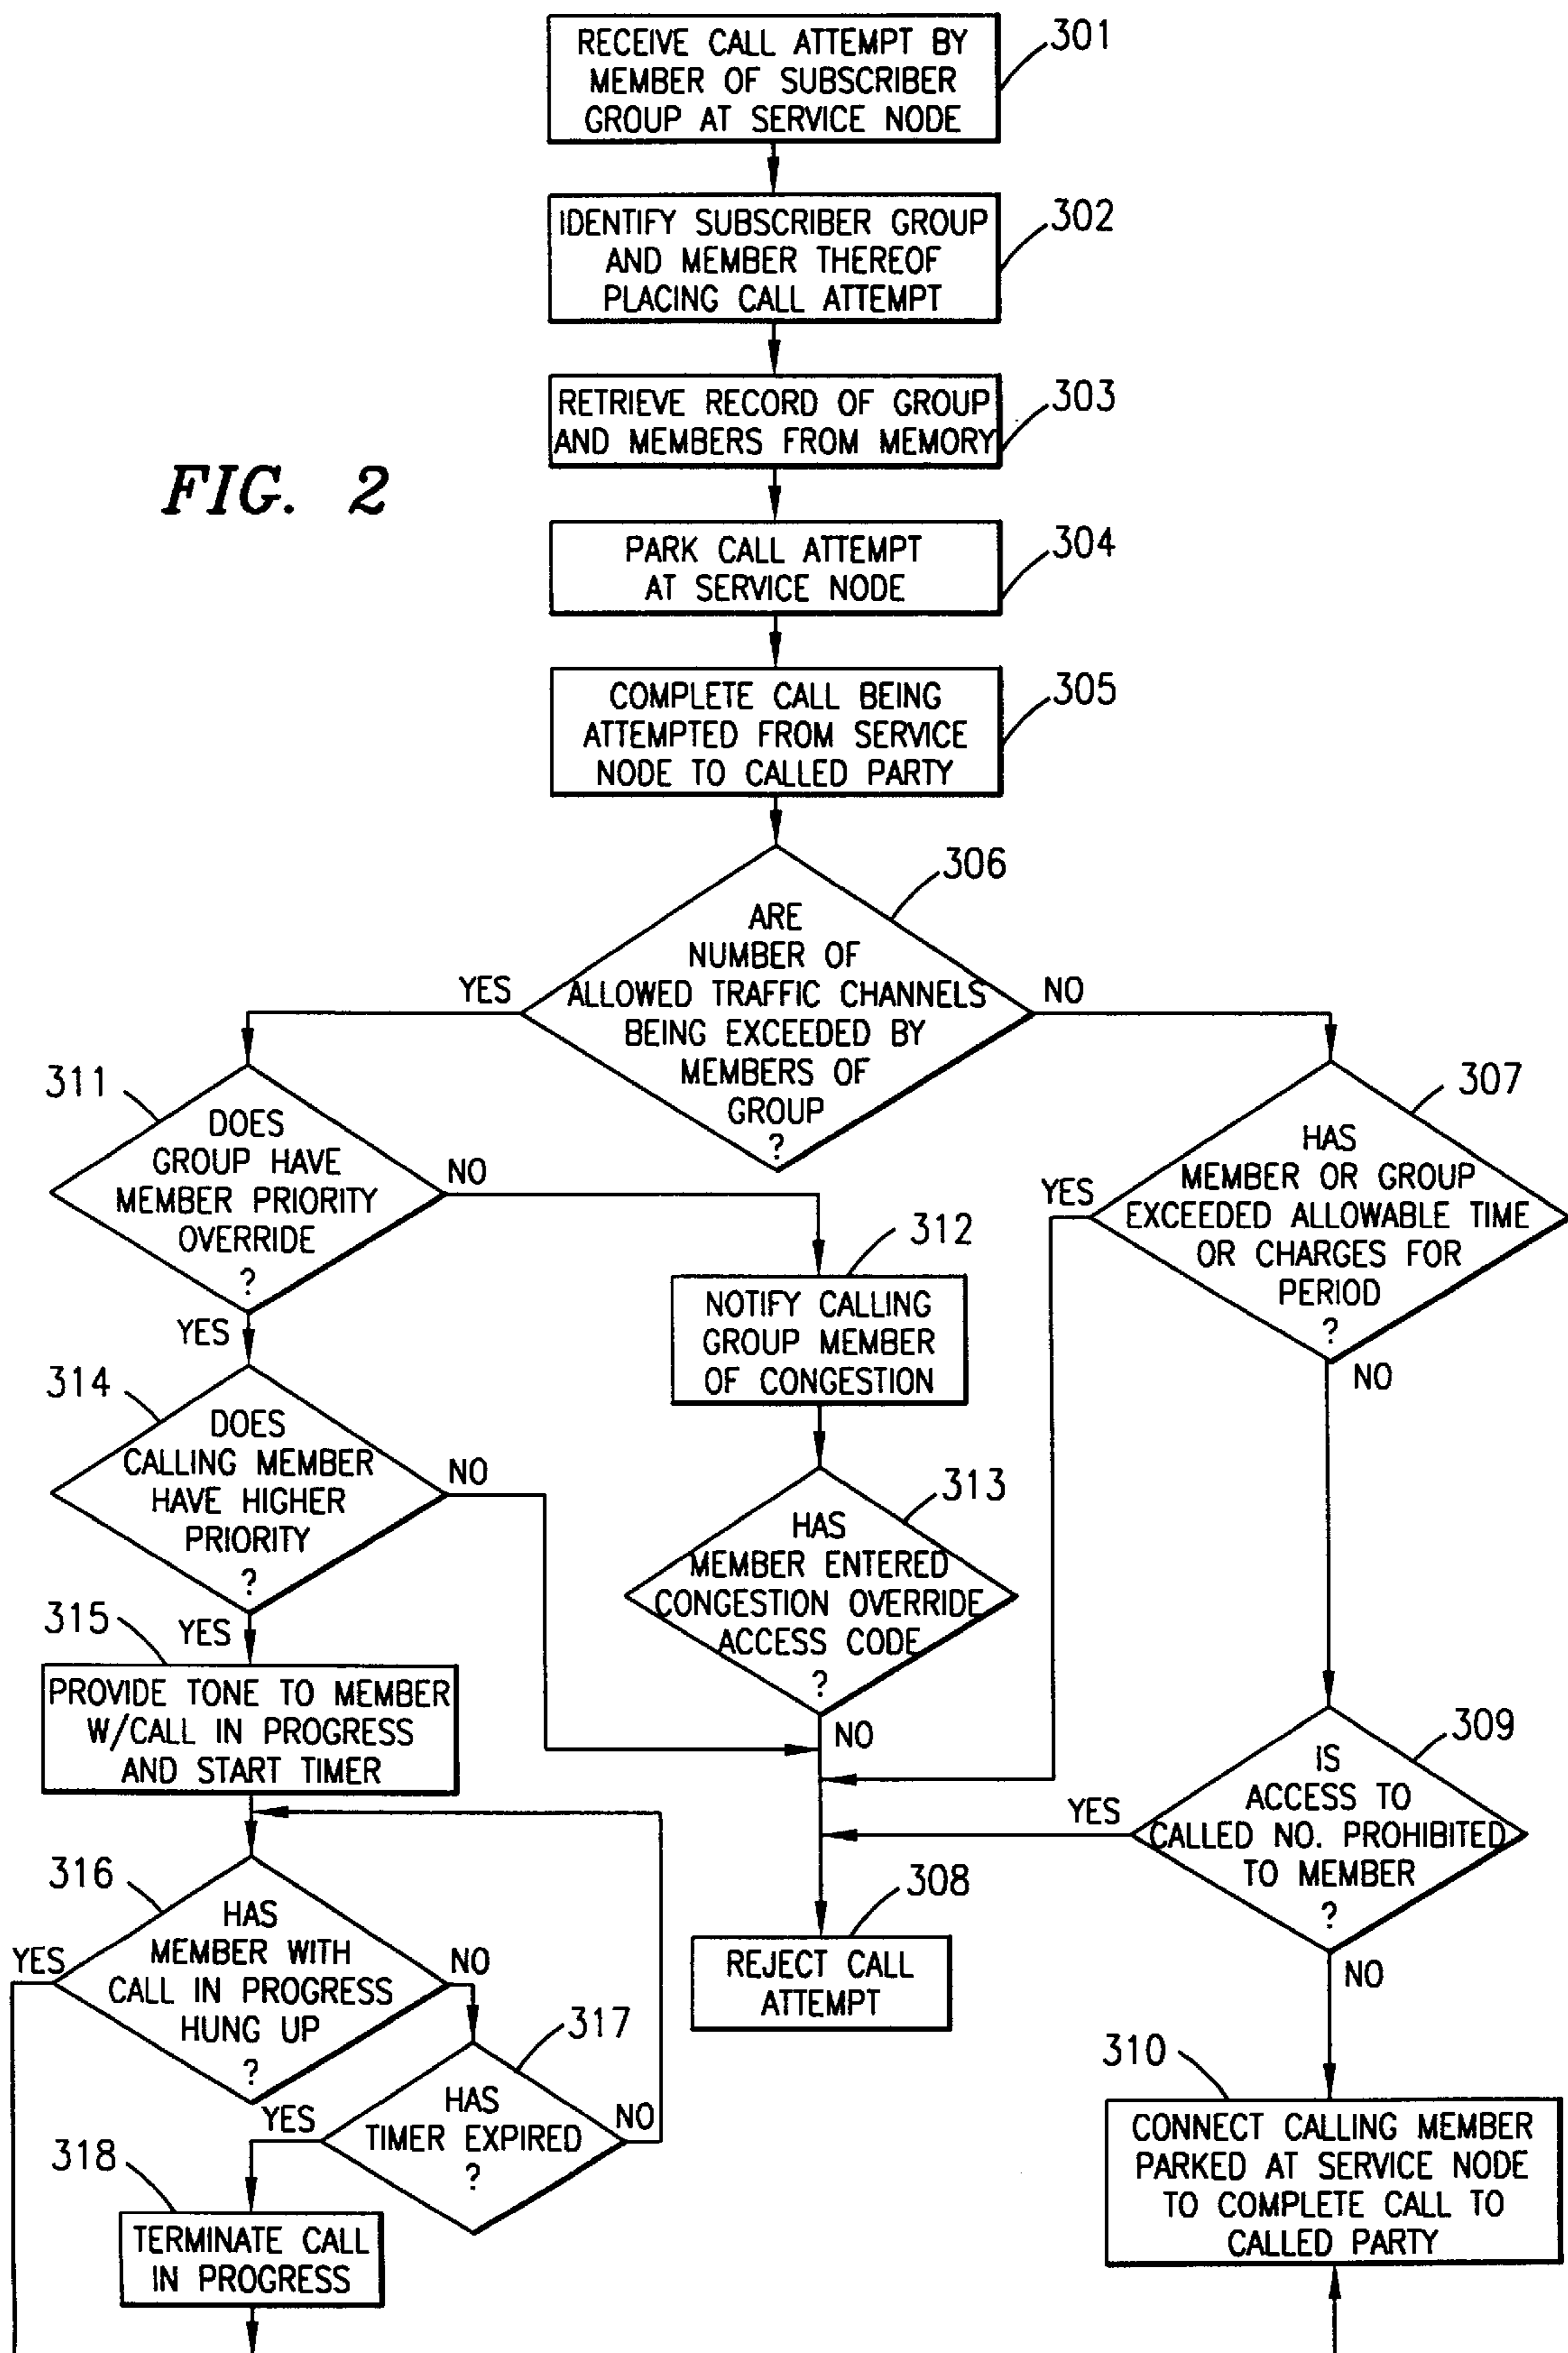 RECEIVE CALL ATTEMPT BY
MEMBER OF SUBSCRIBER
GROUP AT SERVICE NODE
301
IDENTIFY SUBSCRIBER GROUP
AND MEMBER THEREOF
PLACING CALL ATTEMPT
302
RETRIEVE RECORD OF GROUP
AND MEMBERS FROM MEMORY
303
FIG. 2
PARK CALL ATTEMPT
AT SERVICE NODE
304
COMPLETE CALL BEING
ATTEMPTED FROM SERVICE
NODE TO CALLED PARTY
305
306
ARE
NUMBER OF
ALLOWED TRAFFIC CHANNELS
BEING EXCEEDED BY
MEMBERS OF
GROUP
?
YES
NO
311
DOES
GROUP HAVE
MEMBER PRIORITY
OVERRIDE
?
NO
YES
307
HAS
MEMBER OR GROUP
EXCEEDED ALLOWABLE TIME
OR CHARGES FOR
PERIOD
?
YES
NO
312
NOTIFY CALLING
GROUP MEMBER
OF CONGESTION
314
DOES
CALLING MEMBER
HAVE HIGHER
PRIORITY
?
NO
YES
313
HAS
MEMBER ENTERED
CONGESTION OVERRIDE
ACCESS CODE
?
NO
315
PROVIDE TONE TO MEMBER
W/CALL IN PROGRESS
AND START TIMER
309
IS
ACCESS TO
CALLED NO. PROHIBITED
TO MEMBER
?
YES
NO
316
HAS
MEMBER WITH
CALL IN PROGRESS
HUNG UP
?
YES
NO
308
REJECT CALL
ATTEMPT
317
HAS
TIMER EXPIRED
?
YES
NO
310
CONNECT CALLING MEMBER
PARKED AT SERVICE NODE
TO COMPLETE CALL TO
CALLED PARTY
318
TERMINATE CALL
IN PROGRESS